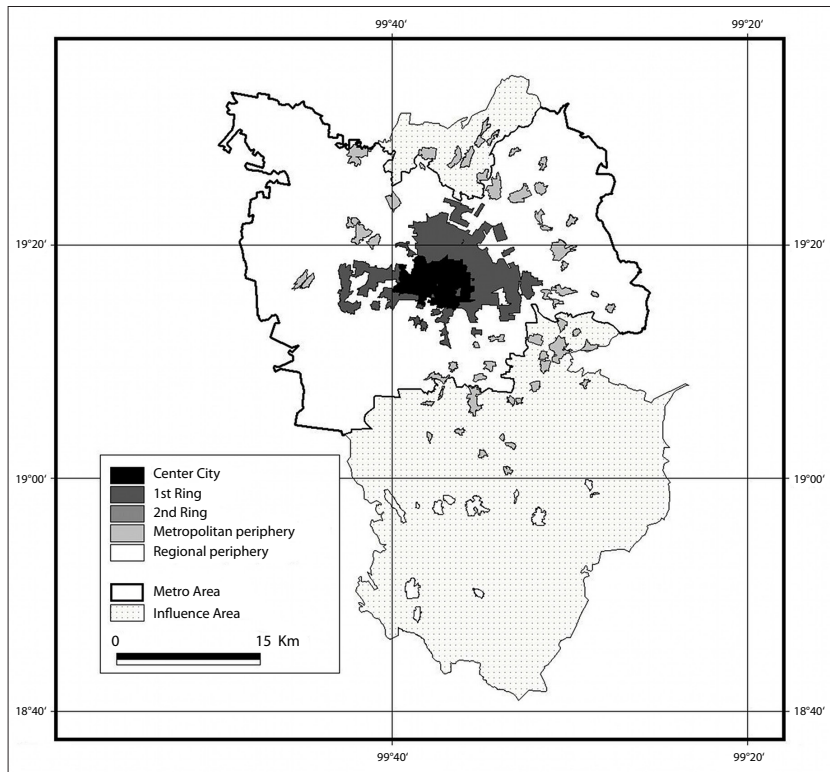 99°40′ 99°20′
19°20′ 19°20′
19°00′ 19°00′
Center City
1st Ring
2nd Ring
Metropolitan periphery
Regional periphery
Metro Area
Influence Area
0 15 Km
18°40′ 18°40′
99°40′ 99°20′